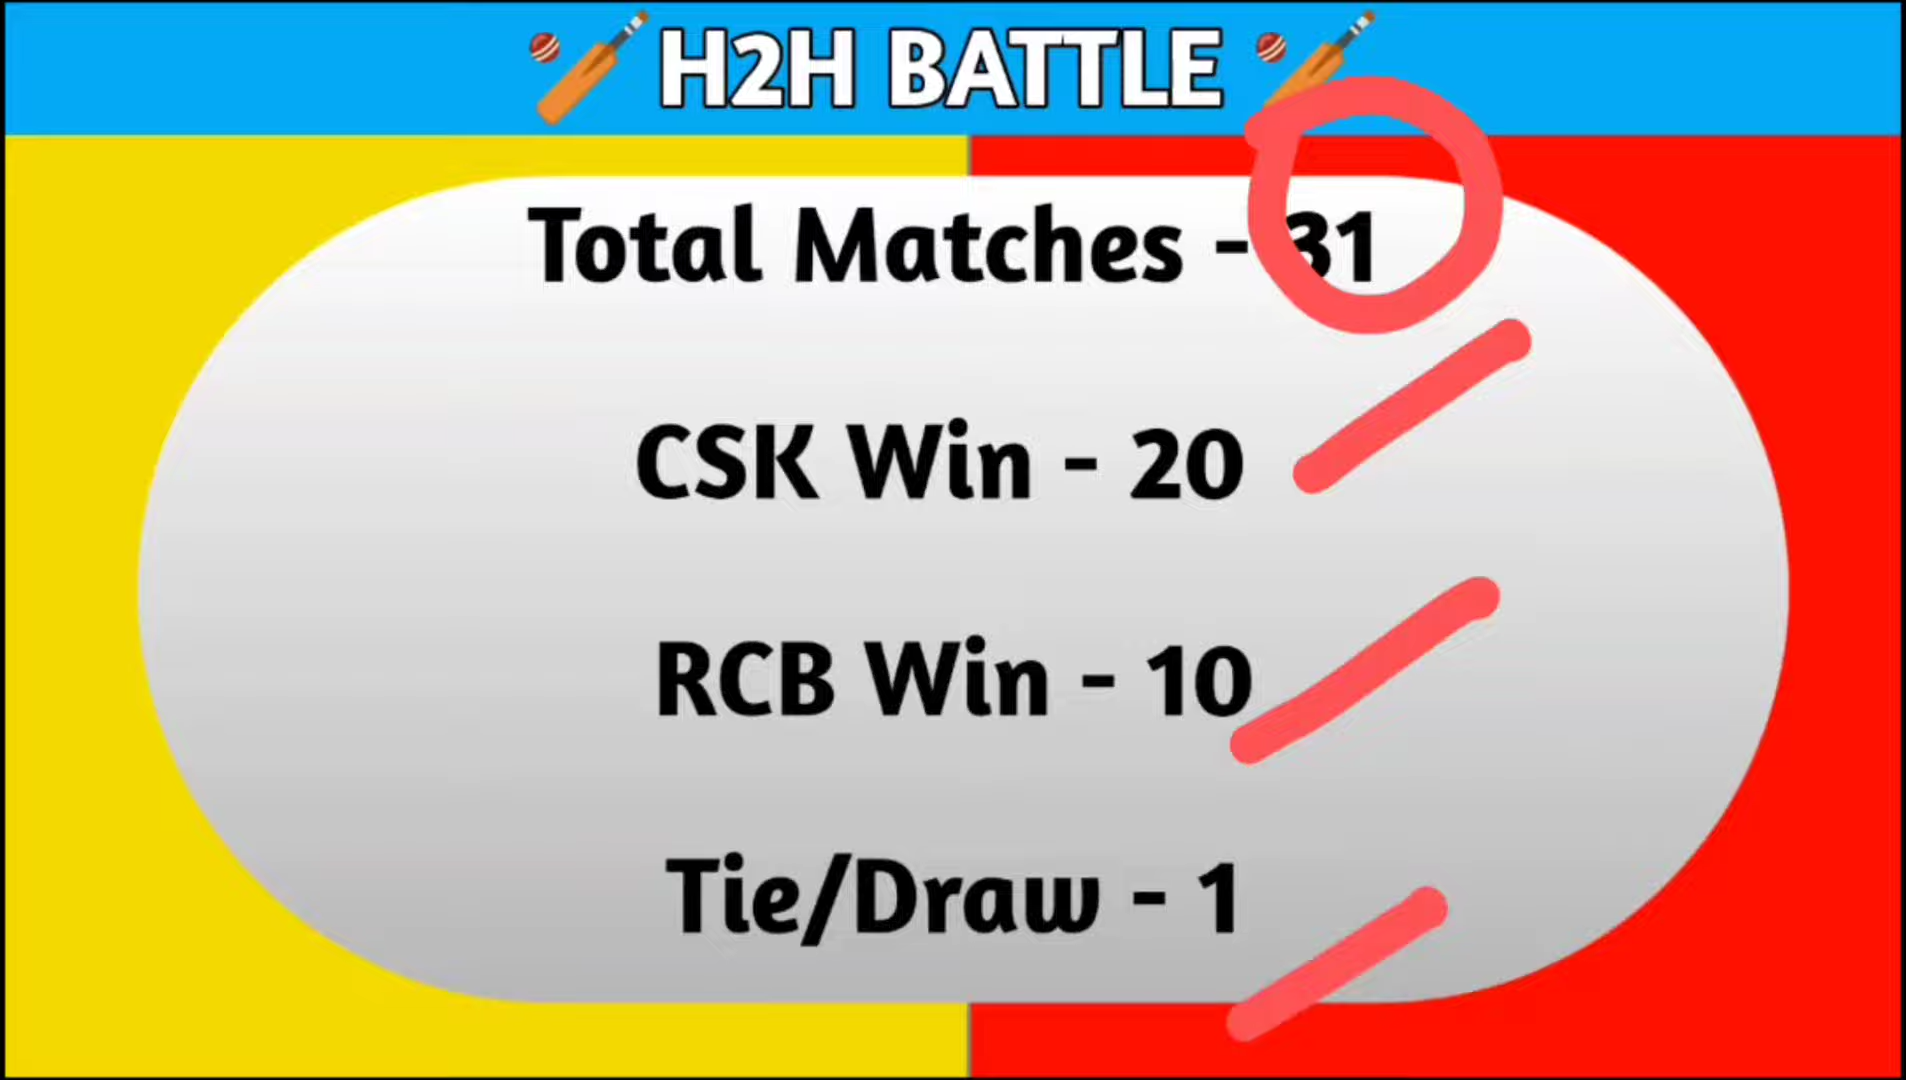 H2H BATTLE
Total Matches - 31
CSK Win - 20
RCB Win - 10
Tie/Draw - 1